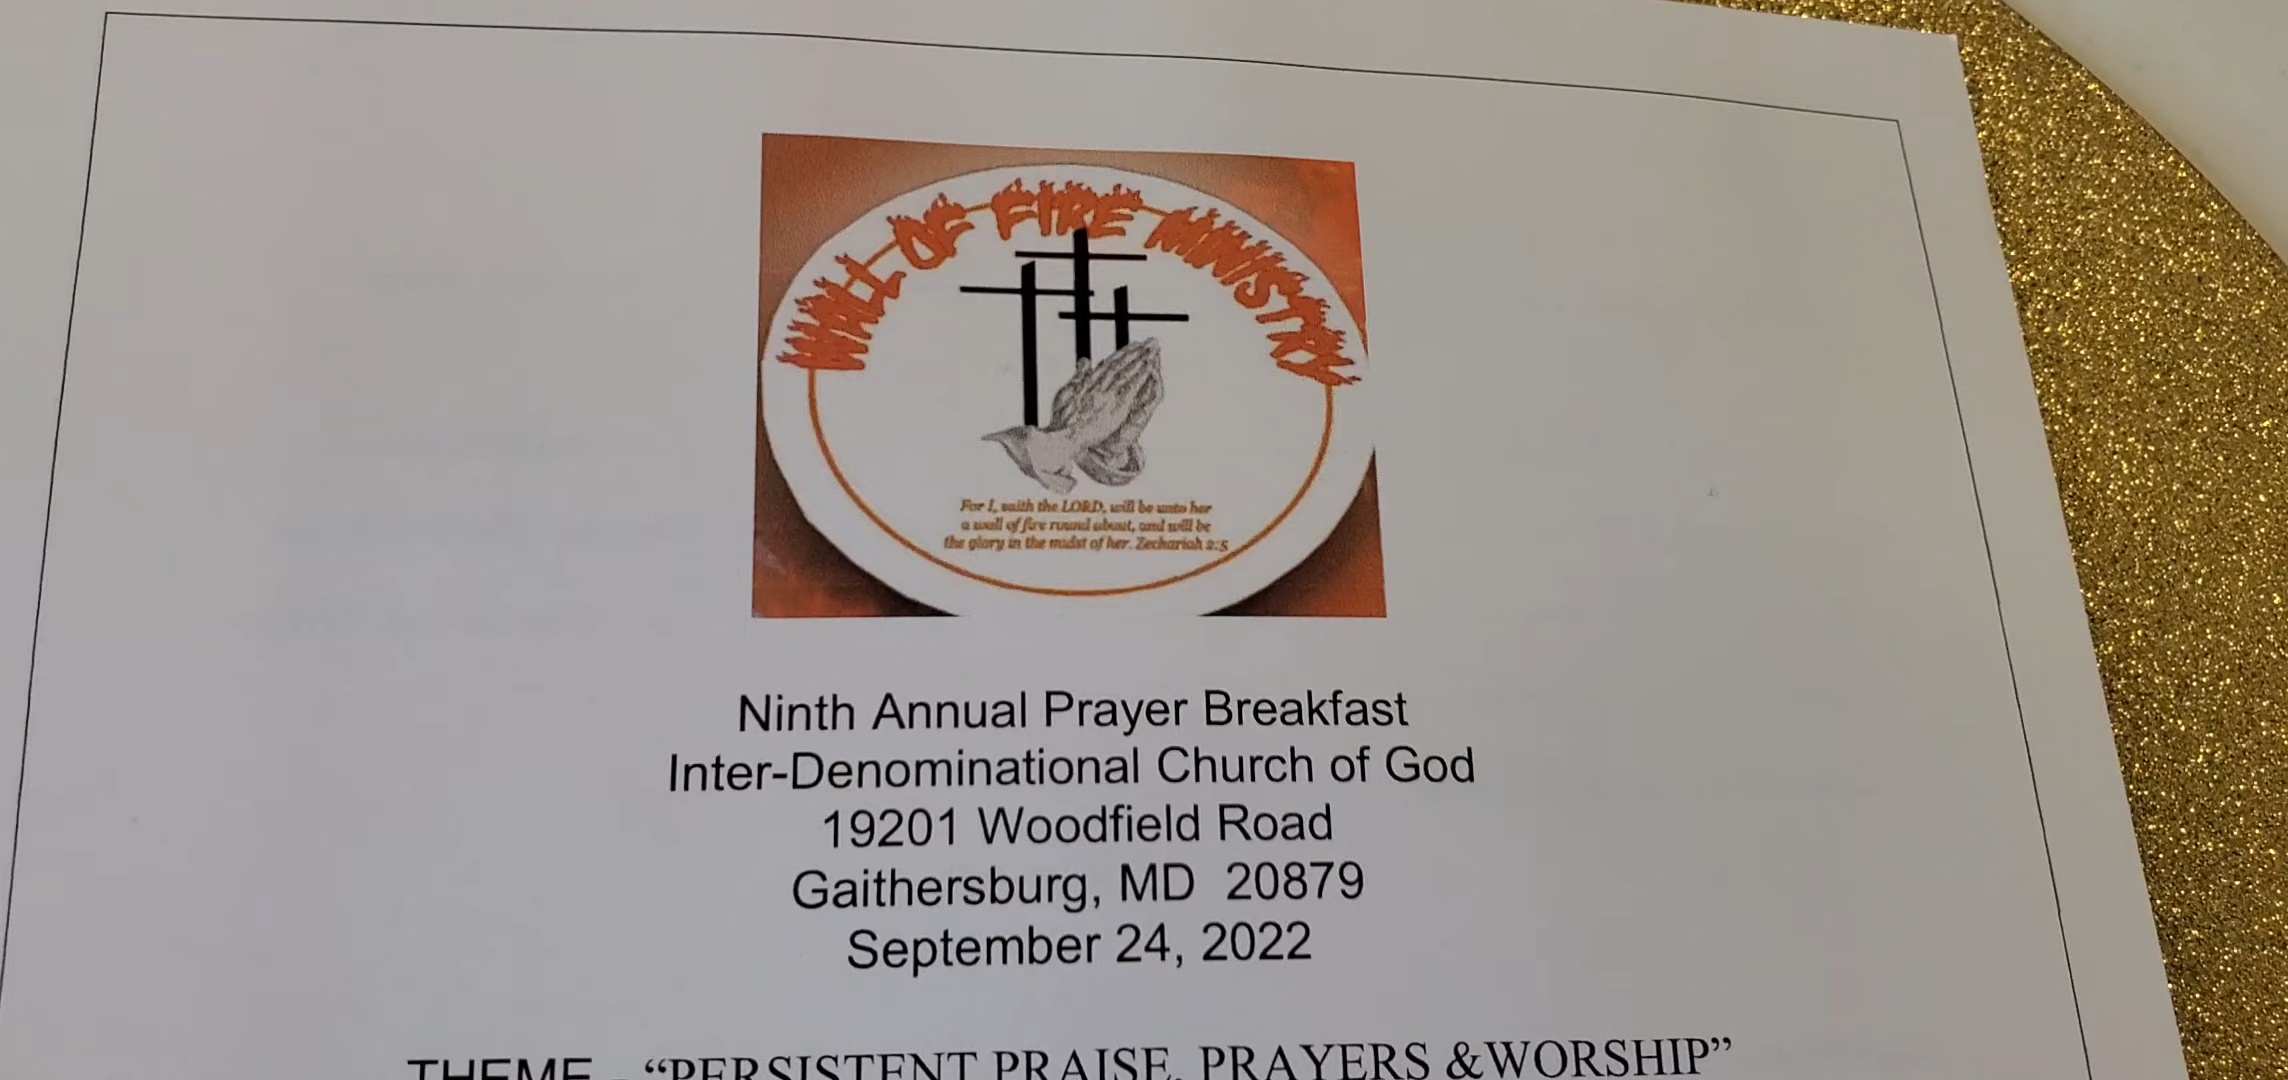 WALL OF FIRE MINISTRY
For I, saith the LORD, will be unto her
a wall of fire round about, and will be
the glory in the midst of her. Zechariah 2:5
Ninth Annual Prayer Breakfast
Inter-Denominational Church of God
19201 Woodfield Road
Gaithersburg, MD 20879
September 24, 2022
THEME - “PERSISTENT PRAISE, PRAYERS &WORSHIP”